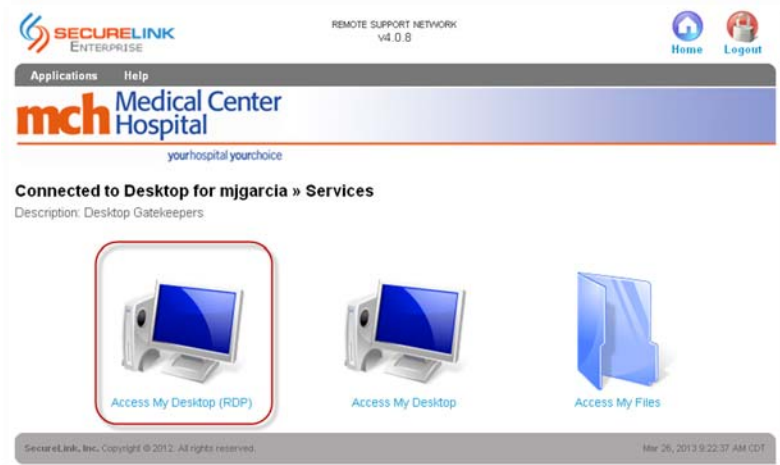 SECURELINK
ENTERPRISE
REMOTE SUPPORT NETWORK
v4.0.8
Home Logout
Applications Help
mch Medical Center
Hospital
yourhospital yourchoice
Connected to Desktop for mjgarcia » Services
Description: Desktop Gatekeepers
Access My Desktop (RDP) Access My Desktop Access My Files
SecureLink, Inc. Copyright © 2012. All rights reserved. Mar 26, 2013 9:22:37 AM CDT